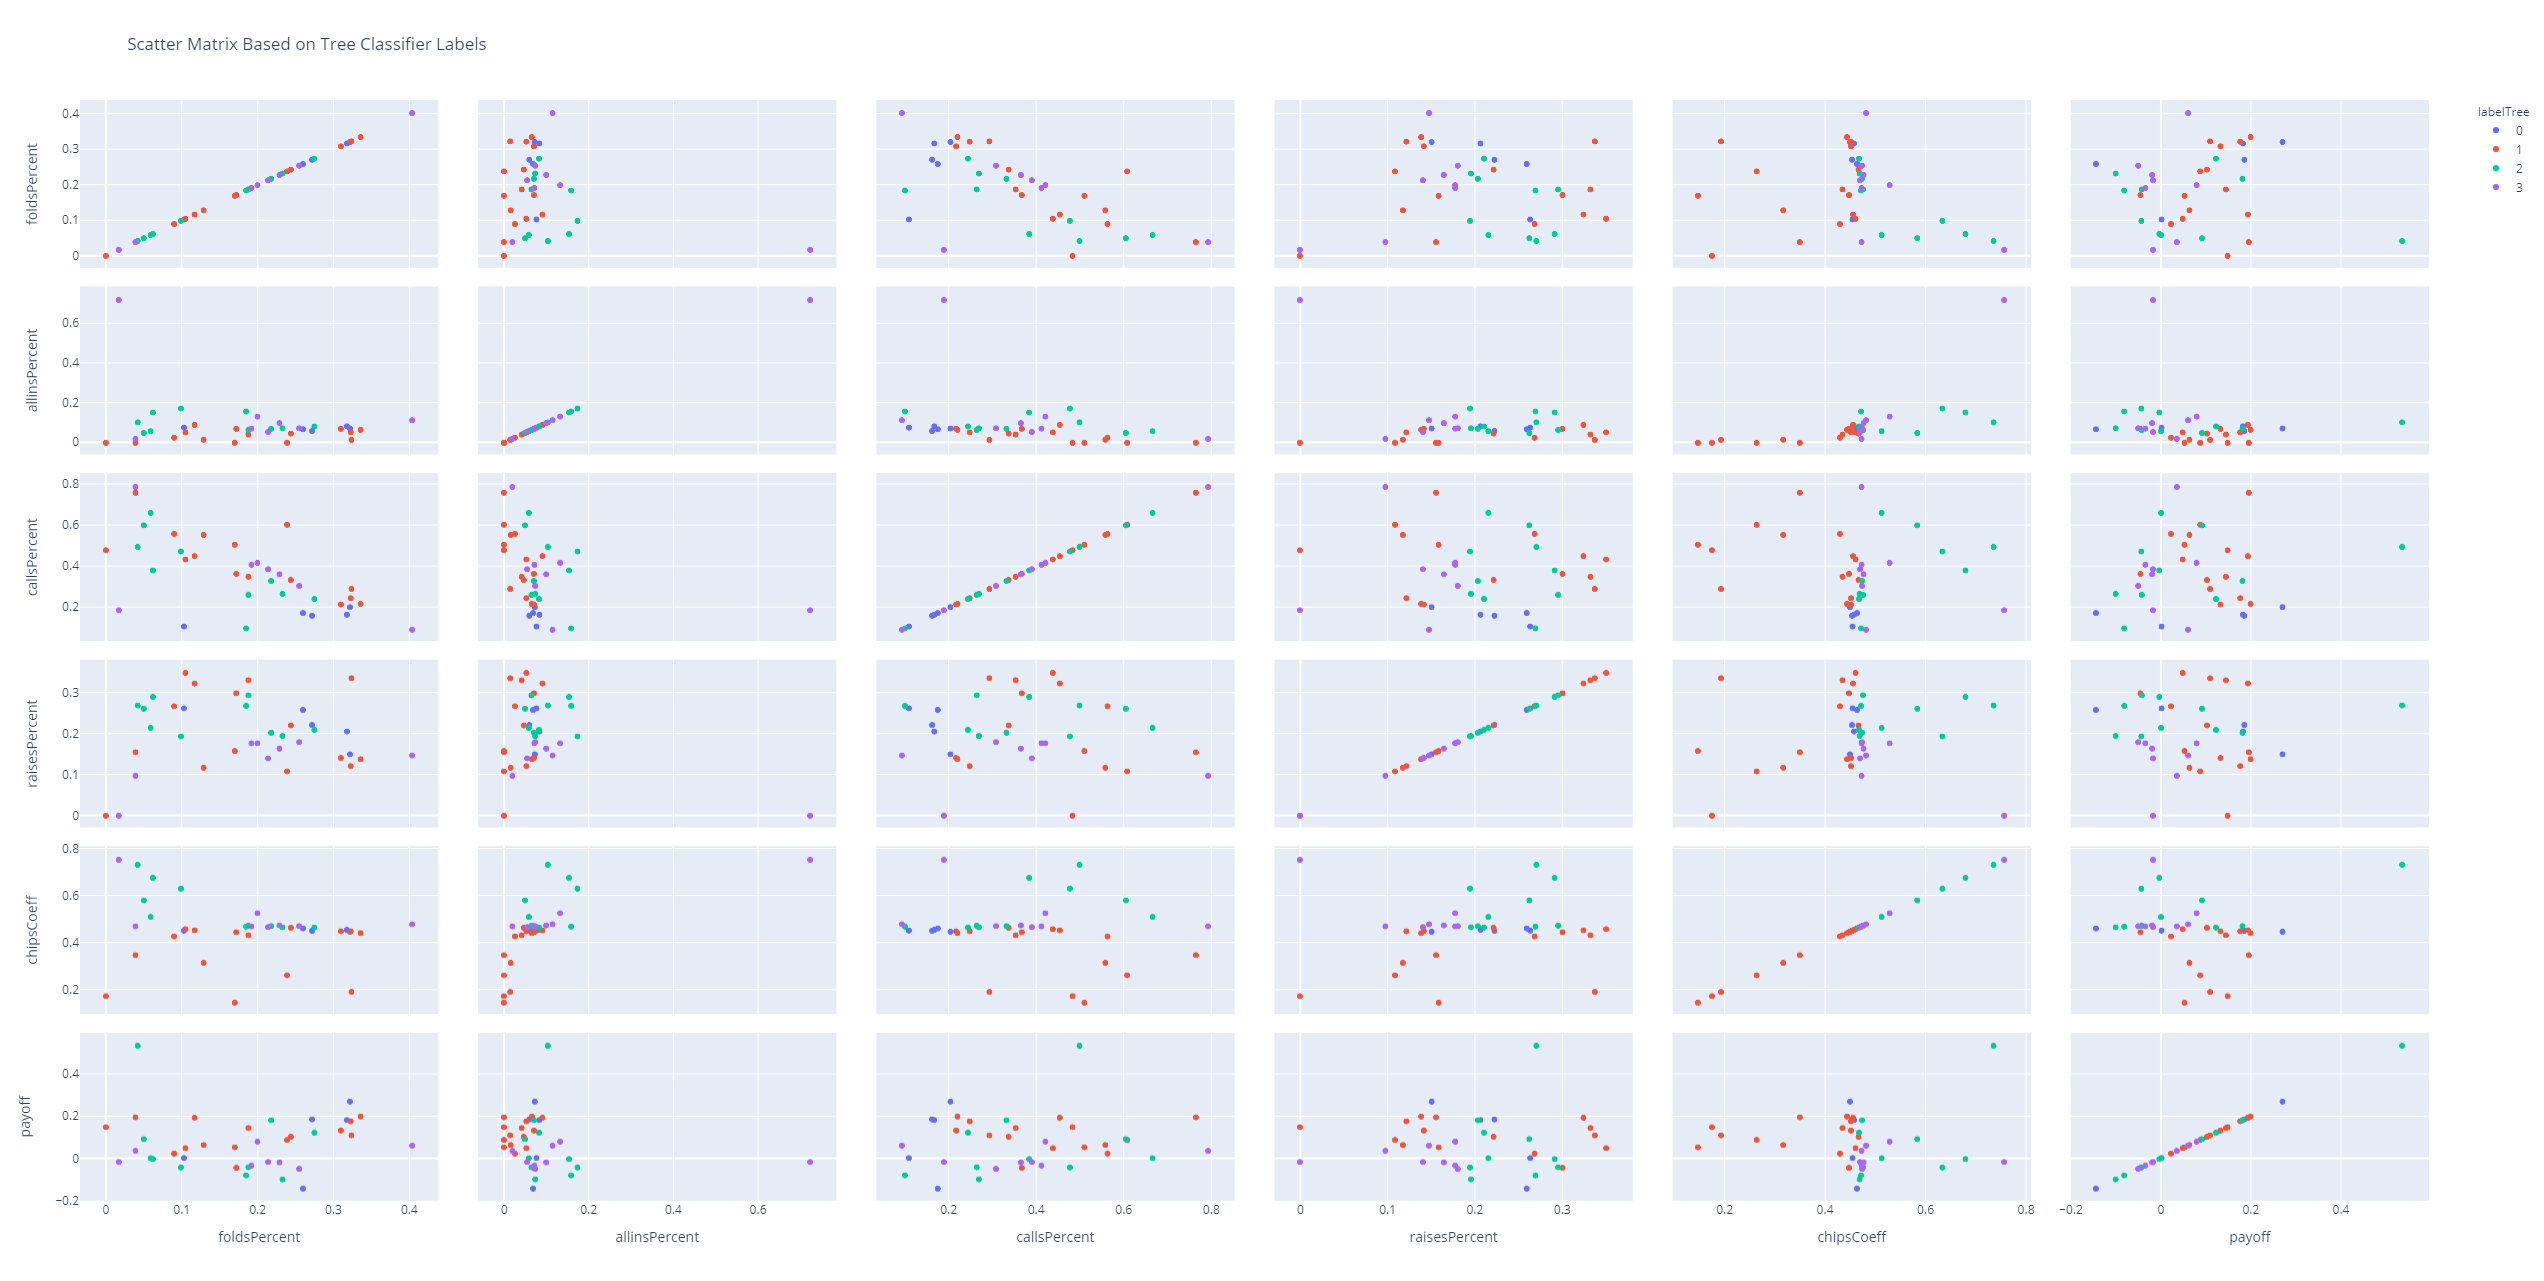 Scatter Matrix Based on Tree Classifier Labels
labelTree
0
1
2
3
foldsPercent
0.4
0.3
0.2
0.1
0
allinsPercent
0.6
0.4
0.2
0
callsPercent
0.8
0.6
0.4
0.2
raisesPercent
0.3
0.2
0.1
0
chipsCoeff
0.8
0.6
0.4
0.2
payoff
0.4
0.2
0
−0.2
0 0.1 0.2 0.3 0.4 0 0.2 0.4 0.6 0.2 0.4 0.6 0.8 0 0.1 0.2 0.3 0.2 0.4 0.6 0.8 −0.2 0 0.2 0.4
foldsPercent allinsPercent callsPercent raisesPercent chipsCoeff payoff